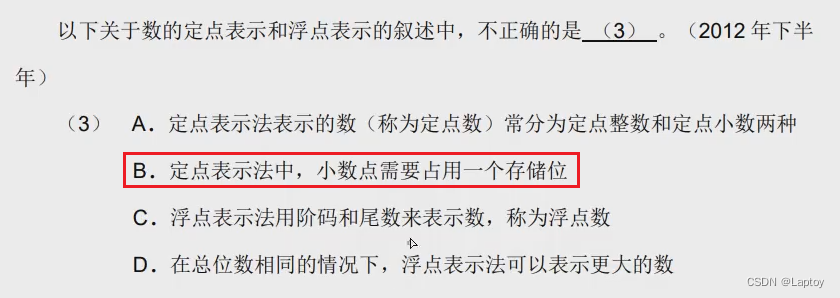 以下关于数的定点表示和浮点表示的叙述中，不正确的是 （3） 。（2012 年下半
年）
（3） A．定点表示法表示的数（称为定点数）常分为定点整数和定点小数两种
B．定点表示法中，小数点需要占用一个存储位
C．浮点表示法用阶码和尾数来表示数，称为浮点数
D．在总位数相同的情况下，浮点表示法可以表示更大的数
CSDN @Laptoy